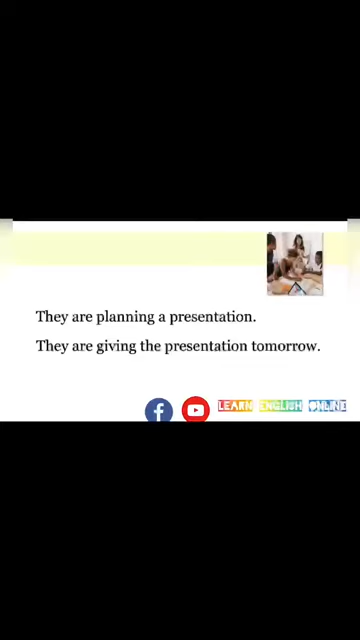 They are planning a presentation.
They are giving the presentation tomorrow.
LEARN ENGLISH ONLINE